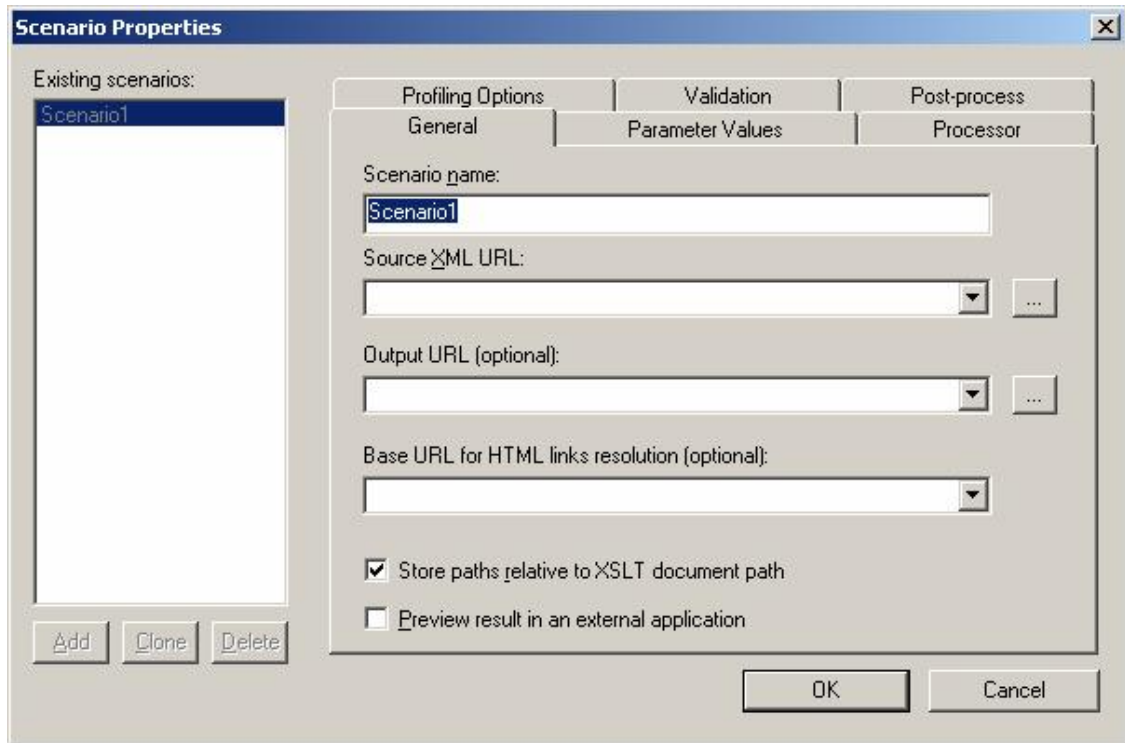 Scenario Properties
Existing scenarios:
Scenario1
Profiling Options
Validation
Post-process
General
Parameter Values
Processor
Scenario name:
Scenario1
Source XML URL:
...
Output URL (optional):
...
Base URL for HTML links resolution (optional):
Store paths relative to XSLT document path
Preview result in an external application
Add
Clone
Delete
OK
Cancel